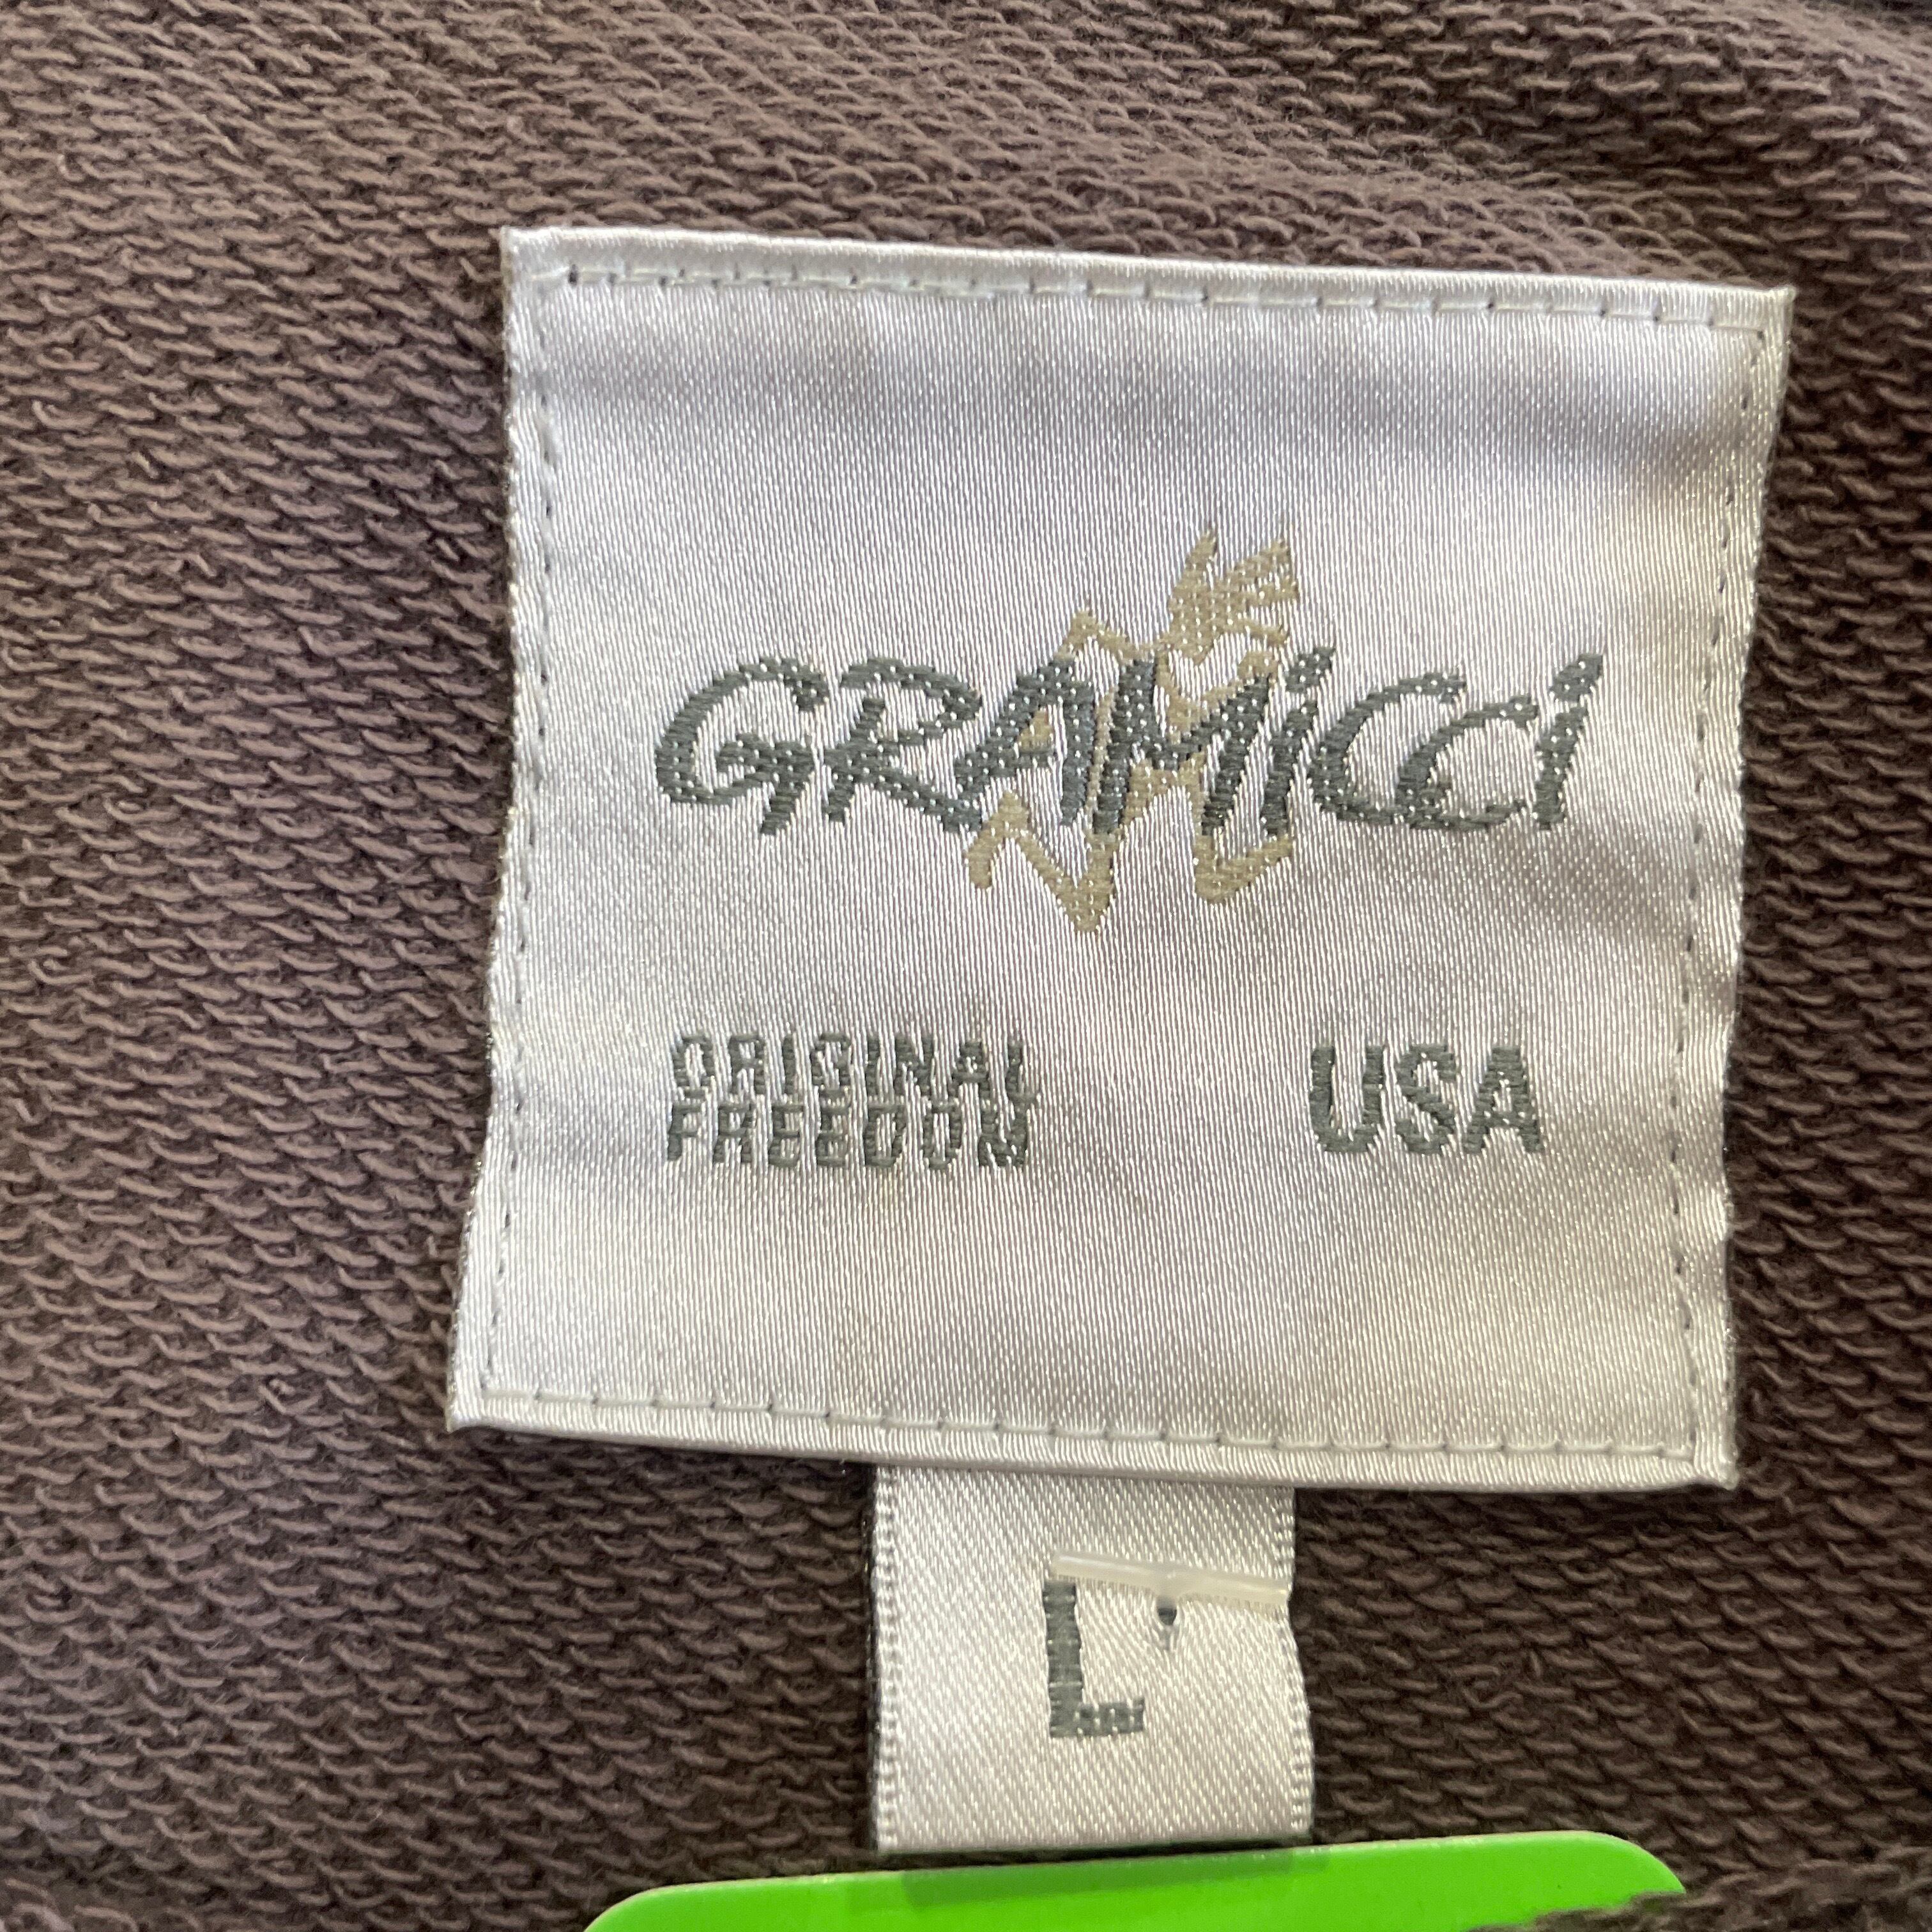 GRAMiCCi
ORIGINAL
FREEDOM
USA
L